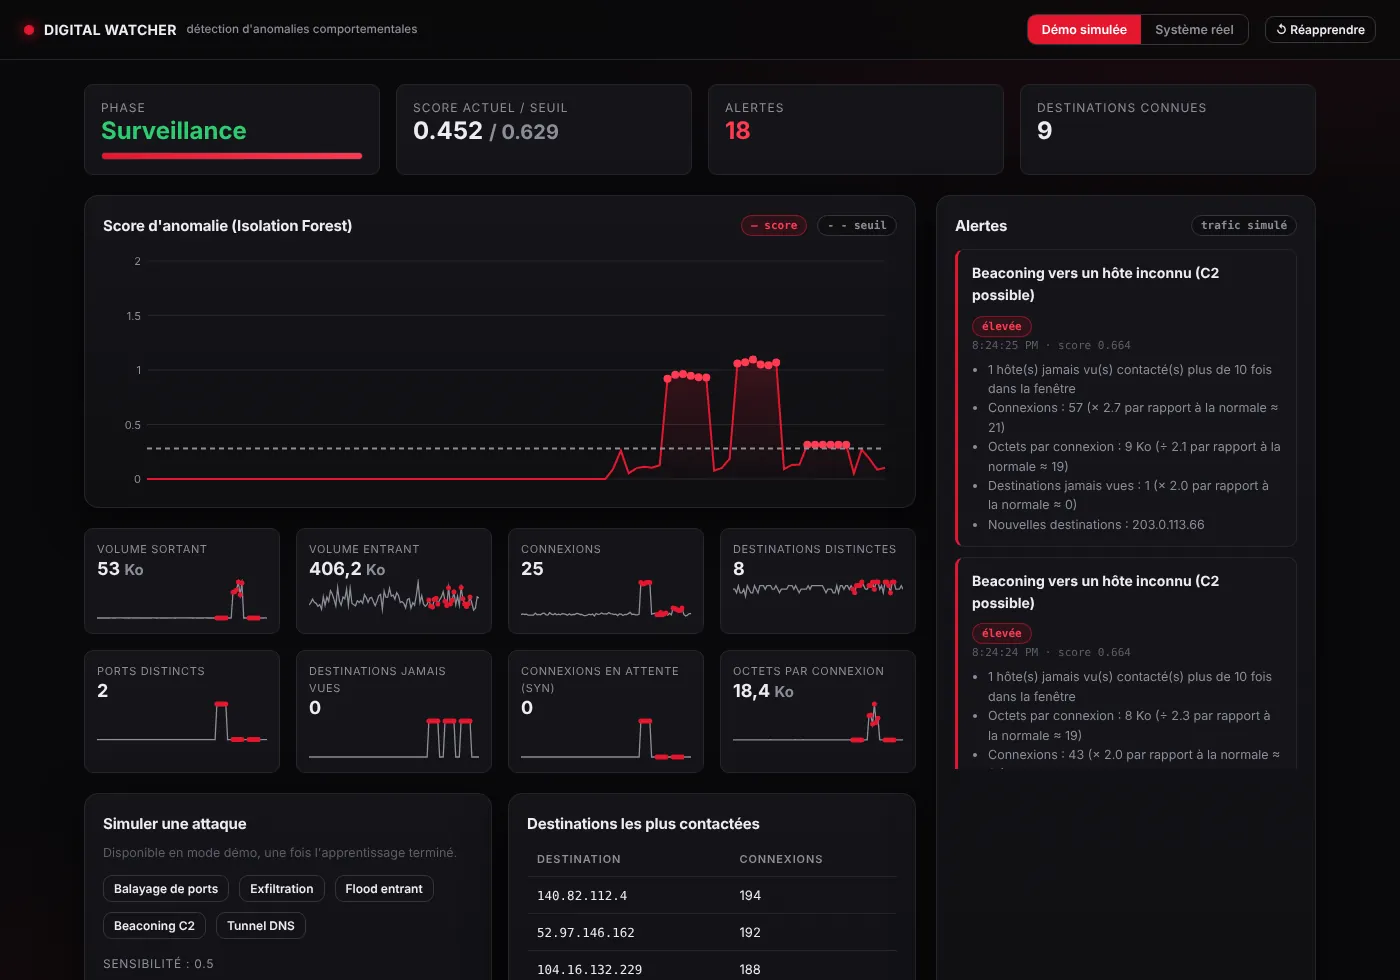 DIGITAL WATCHER
détection d'anomalies comportementales
Démo simulée
Système réel
↺ Réapprendre
PHASE
Surveillance
SCORE ACTUEL / SEUIL
0.452 / 0.629
ALERTES
18
DESTINATIONS CONNUES
9
Score d'anomalie (Isolation Forest)
— score
- - seuil
2
1.5
1
0.5
0
Alertes
trafic simulé
Beaconing vers un hôte inconnu (C2
possible)
élevée
8:24:25 PM · score 0.664
• 1 hôte(s) jamais vu(s) contacté(s) plus de 10 fois
dans la fenêtre
• Connexions : 57 (× 2.7 par rapport à la normale ≈
21)
• Octets par connexion : 9 Ko (÷ 2.1 par rapport à la
normale ≈ 19)
• Destinations jamais vues : 1 (× 2.0 par rapport à
la normale ≈ 0)
• Nouvelles destinations : 203.0.113.66
Beaconing vers un hôte inconnu (C2
possible)
élevée
8:24:24 PM · score 0.664
• 1 hôte(s) jamais vu(s) contacté(s) plus de 10 fois
dans la fenêtre
• Octets par connexion : 8 Ko (÷ 2.3 par rapport à
la normale ≈ 19)
• Connexions : 43 (× 2.0 par rapport à la normale ≈
VOLUME SORTANT
53 Ko
VOLUME ENTRANT
406,2 Ko
CONNEXIONS
25
DESTINATIONS DISTINCTES
8
PORTS DISTINCTS
2
DESTINATIONS JAMAIS
VUES
0
CONNEXIONS EN ATTENTE
(SYN)
0
OCTETS PAR CONNEXION
18,4 Ko
Simuler une attaque
Disponible en mode démo, une fois l'apprentissage terminé.
Balayage de ports
Exfiltration
Flood entrant
Beaconing C2
Tunnel DNS
SENSIBILITÉ : 0.5
Destinations les plus contactées
DESTINATION CONNEXIONS
140.82.112.4 194
52.97.146.162 192
104.16.132.229 188